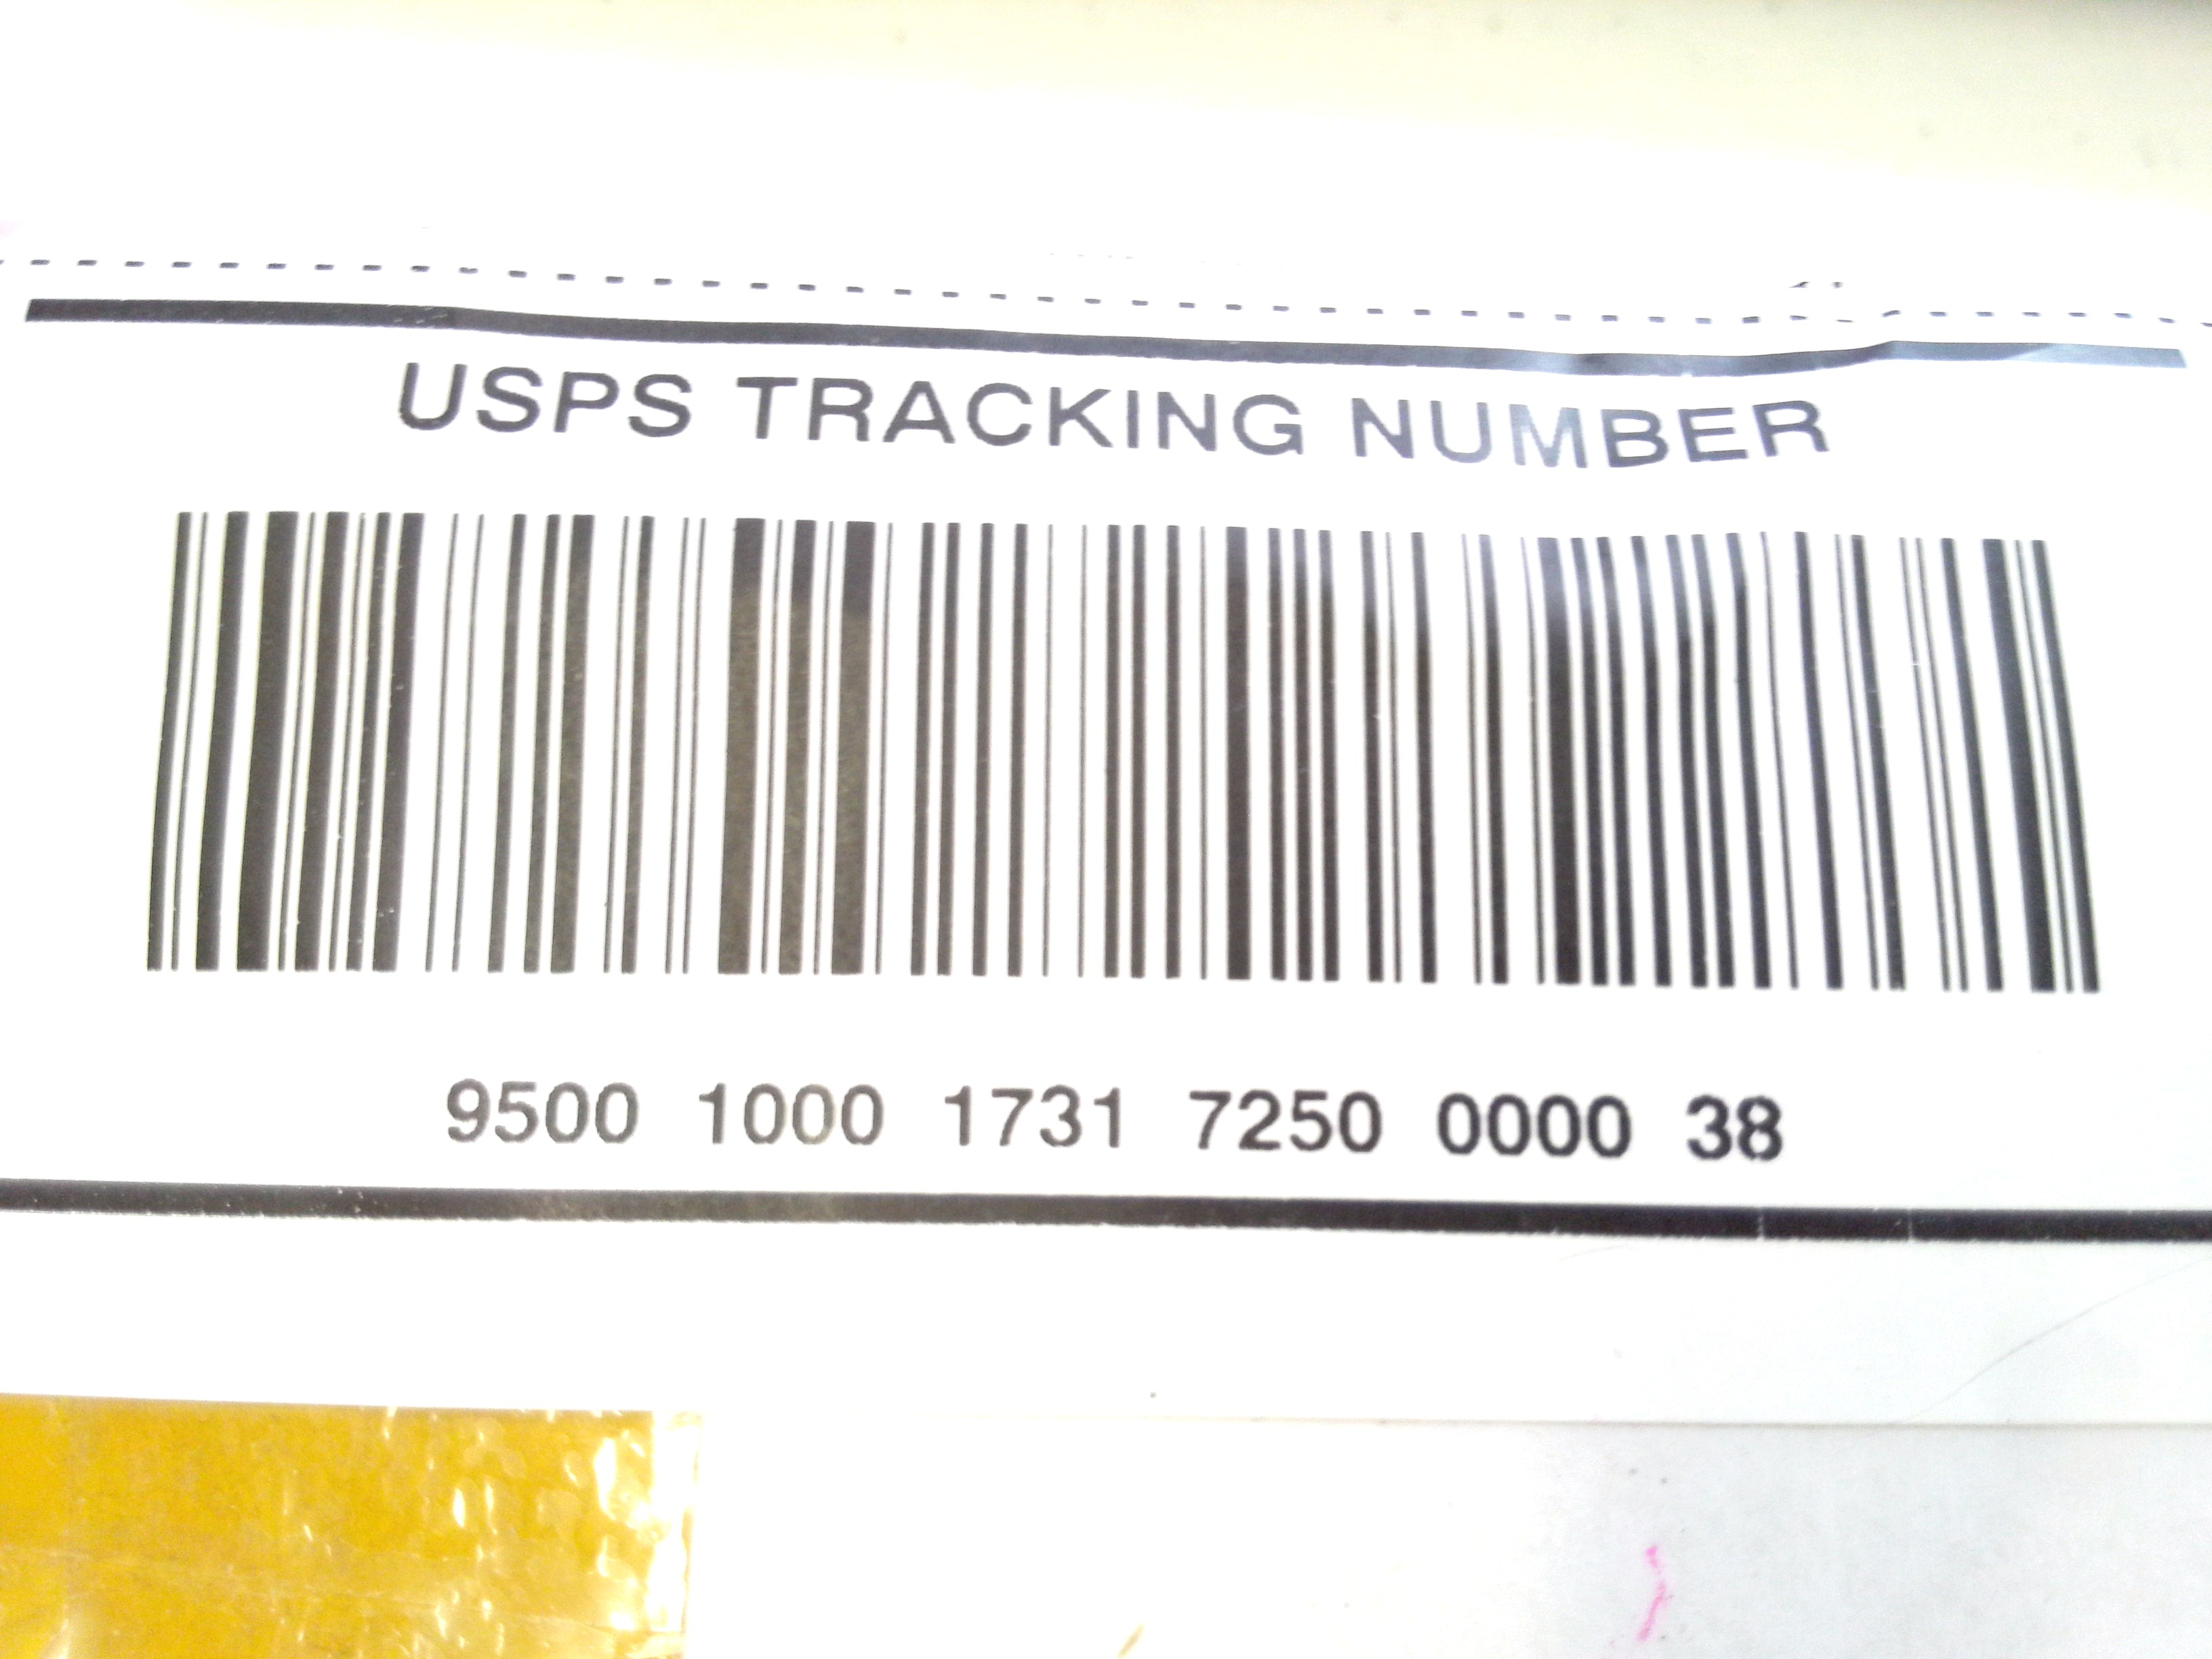 USPS TRACKING NUMBER
9500 1000 1731 7250 0000 38